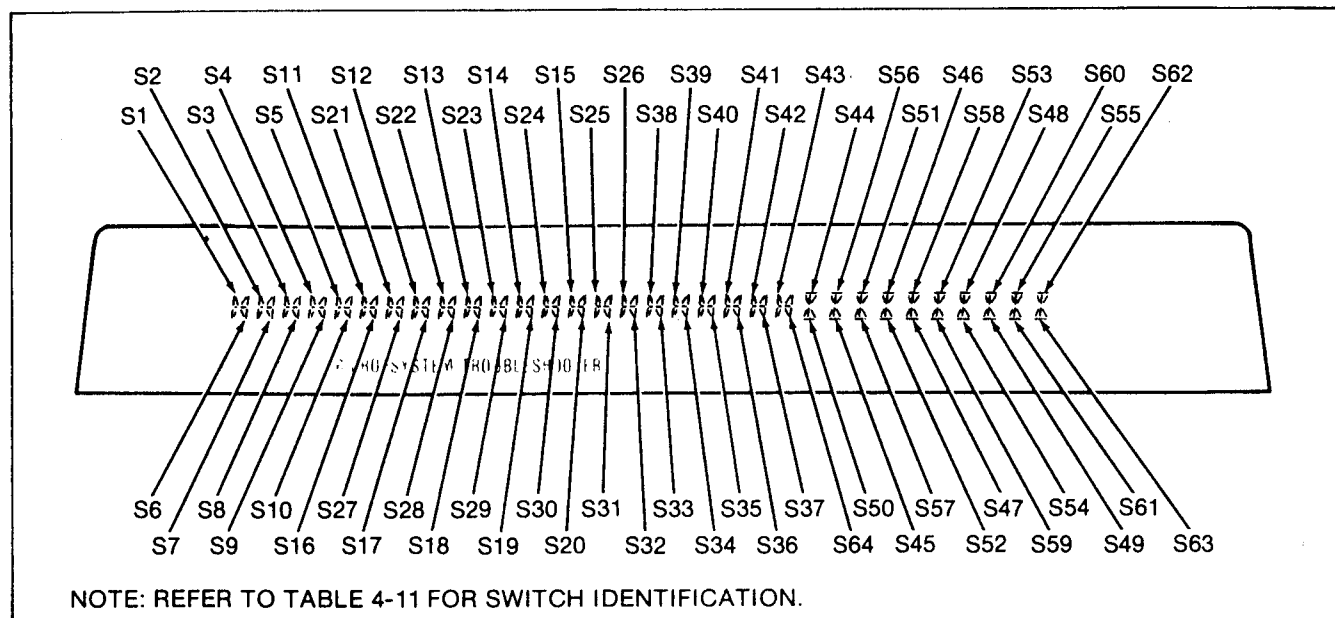 S2 S4 S11 S12 S13 S14 S15 S26 S39 S41 S43 S56 S46 S53 S60 S62
S1 S3 S5 S21 S22 S23 S24 S25 S38 S40 S42 S44 S51 S58 S48 S55
SYSTEM TROUBLESHOOTER
S6 S8 S10 S27 S28 S29 S30 S31 S33 S35 S37 S50 S57 S47 S54 S61
S7 S9 S16 S17 S18 S19 S20 S32 S34 S36 S64 S45 S52 S59 S49 S63
NOTE: REFER TO TABLE 4-11 FOR SWITCH IDENTIFICATION.